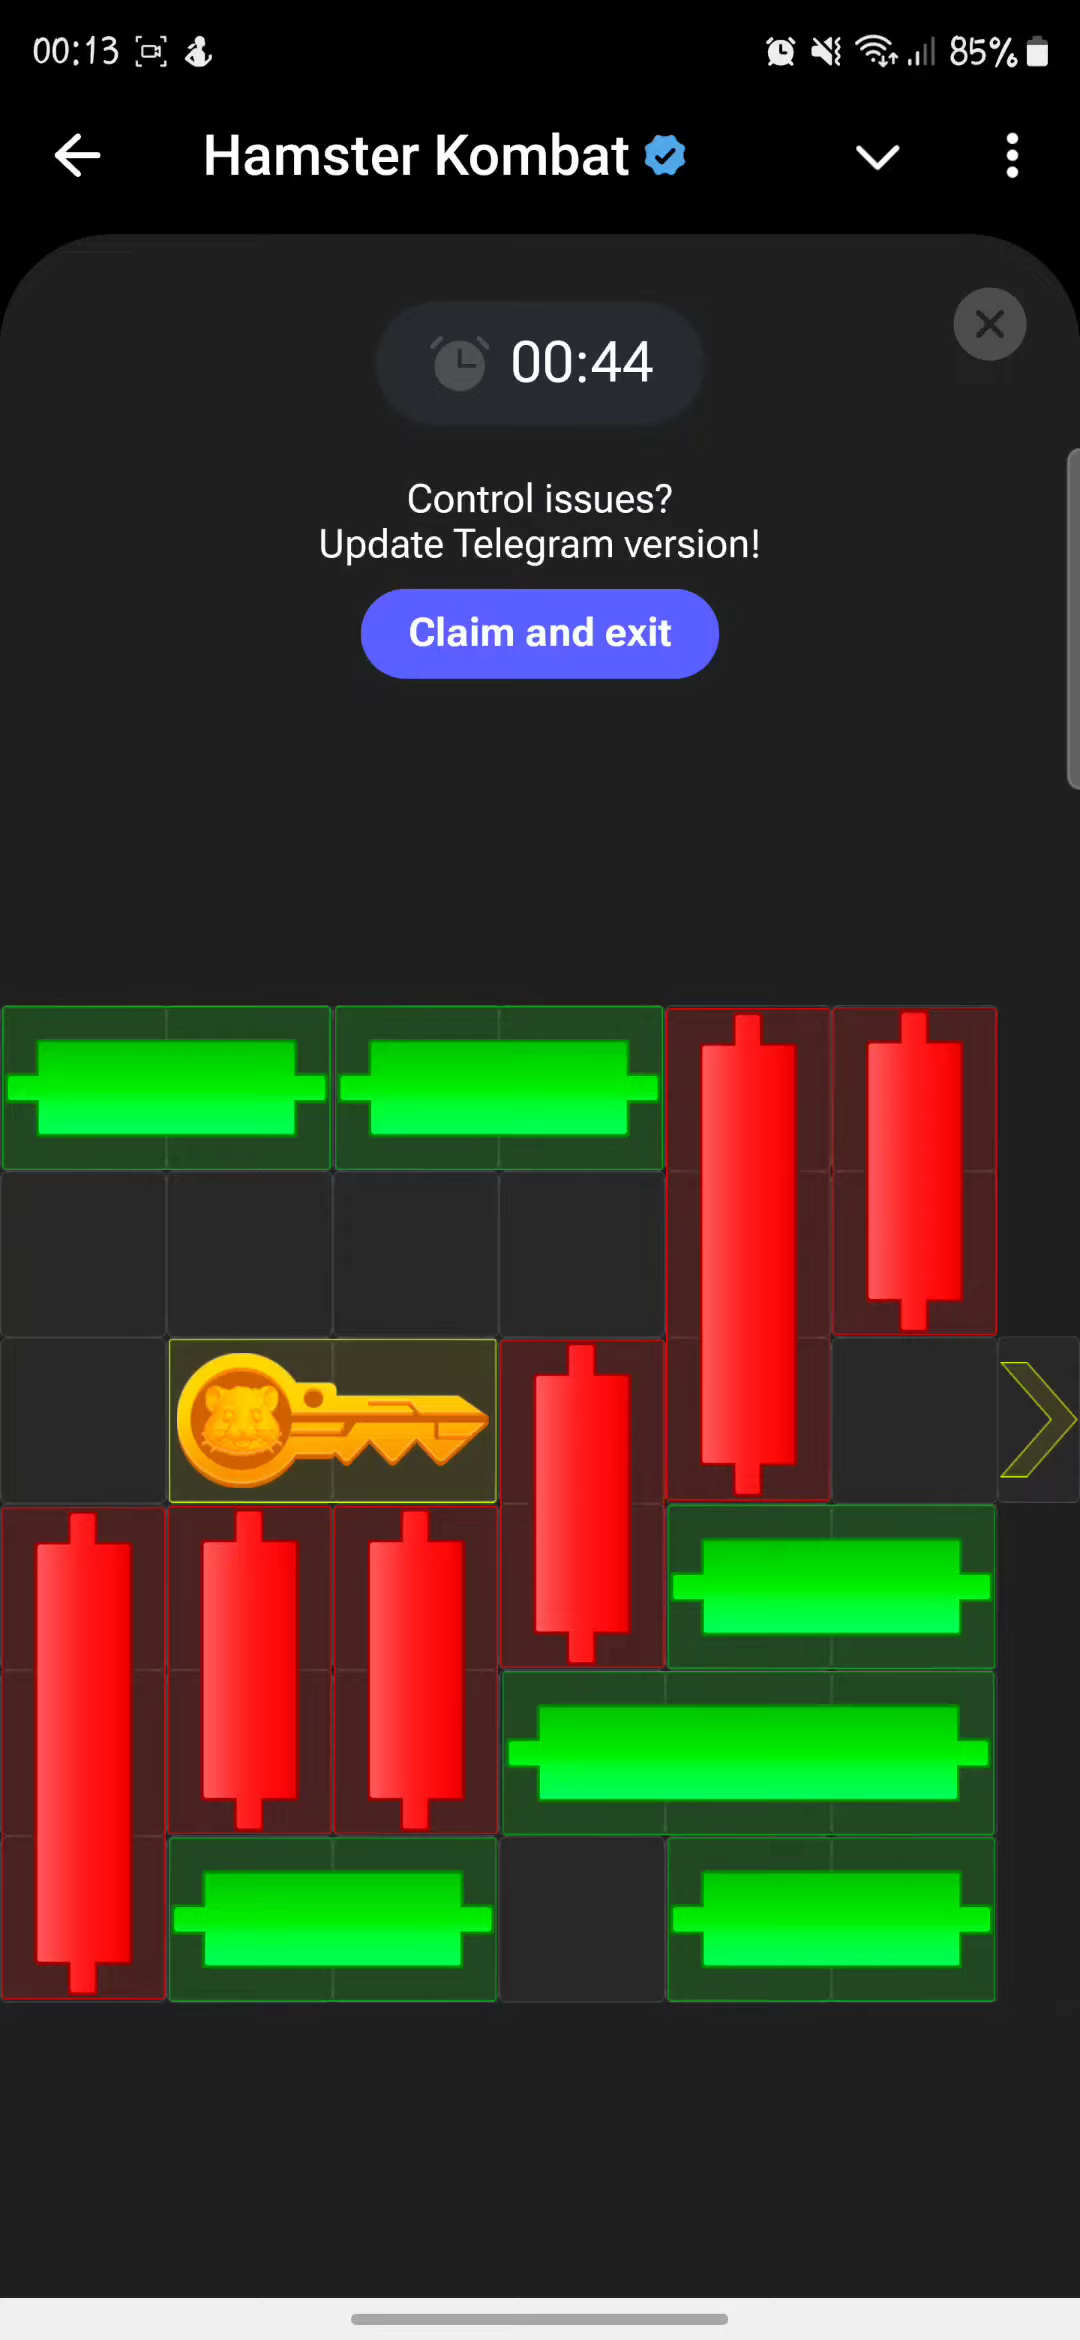 00:13
85%
Hamster Kombat
00:44
Control issues?
Update Telegram version!
Claim and exit